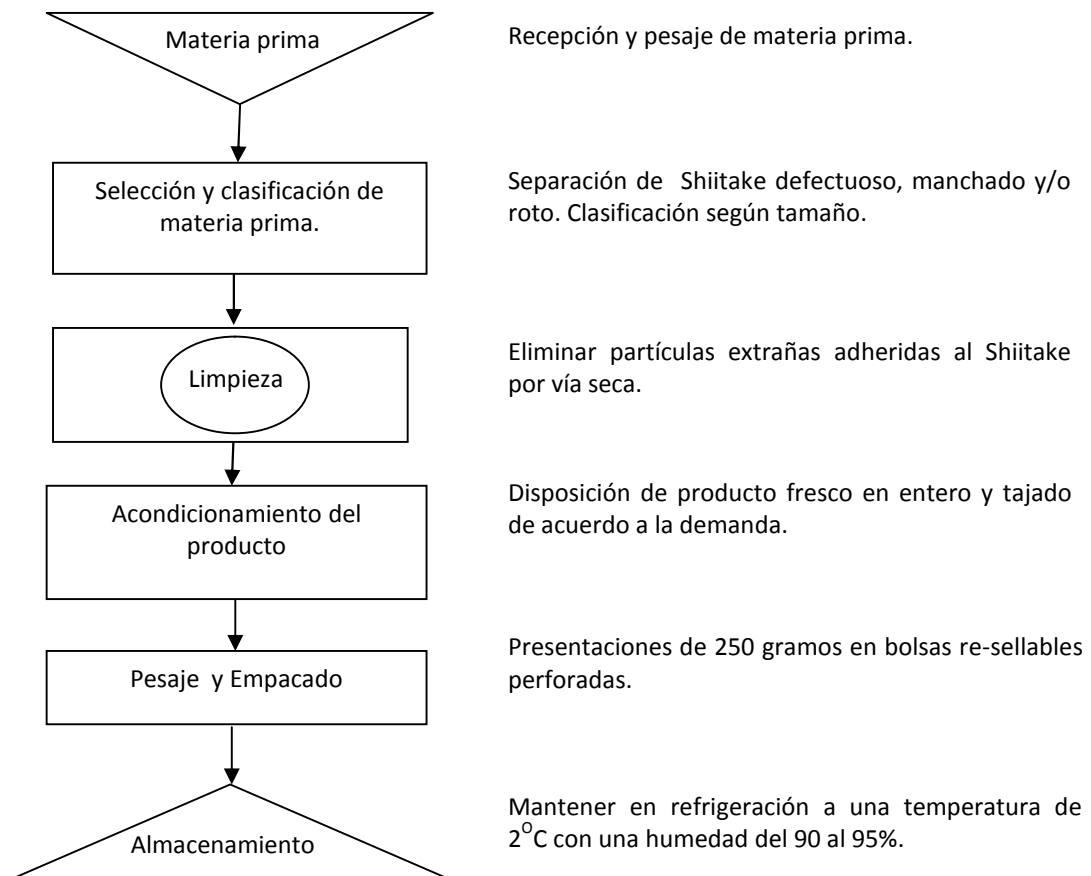 Materia prima
Recepción y pesaje de materia prima.
Selección y clasificación de
materia prima.
Separación de Shiitake defectuoso, manchado y/o
roto. Clasificación según tamaño.
Limpieza
Eliminar partículas extrañas adheridas al Shiitake
por vía seca.
Acondicionamiento del
producto
Disposición de producto fresco en entero y tajado
de acuerdo a la demanda.
Pesaje y Empacado
Presentaciones de 250 gramos en bolsas re-sellables
perforadas.
Almacenamiento
Mantener en refrigeración a una temperatura de
2°C con una humedad del 90 al 95%.